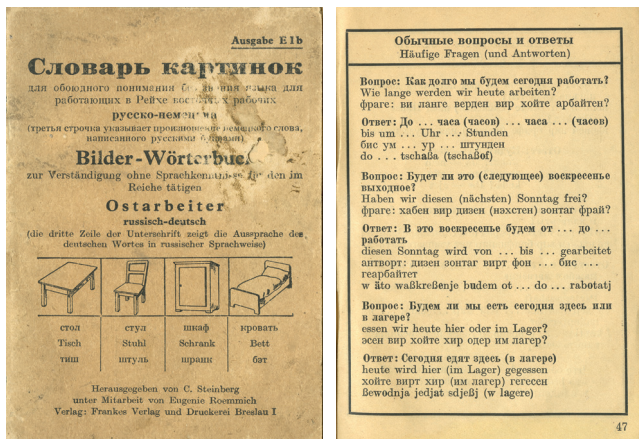 Ausgabe E1b
Словарь картинок
для обоюдного понимания без знания языка для
работающих в Рейхе восточных рабочих
русско-немецкий
(третья строчка указывает произношение немецкого слова,
написанного русскими буквами)
Bilder-Wörterbuch
zur Verständigung ohne Sprachkenntnisse für den im
Reiche tätigen
Ostarbeiter
russisch-deutsch
(die dritte Zeile der Unterschrift zeigt die Aussprache des
deutschen Wortes in russischer Sprachweise)
стол стул шкаф кровать
Tisch Stuhl Schrank Bett
тиш штуль шранк бэт
Herausgegeben von C. Steinberg
unter Mitarbeit von Eugenie Roemmich
Verlag: Frankes Verlag und Druckerei Breslau I
Обычные вопросы и ответы
Häufige Fragen (und Antworten)
Вопрос: Как долго мы будем сегодня работать?
Wie lange werden wir heute arbeiten?
фраге: ви ланге верден вир хойте арбайтен?
Ответ: До ... часа (часов) ... часа ... (часов)
bis um ... Uhr ... Stunden
бис ум ... ур ... штунден
do ... tschaßa (tschaßof)
Вопрос: Будет ли это (следующее) воскресенье
выходное?
Haben wir diesen (nächsten) Sonntag frei?
фраге: хабен вир дизен (нэхстен) зонтаг фрай?
Ответ: В это воскресенье будем от ... до ...
работать
diesen Sonntag wird von ... bis ... gearbeitet
антворт: дизен зонтаг вирт фон ... бис ...
геарбайтет
w äto waßkreßenje budem ot ... do ... rabotatj
Вопрос: Будем ли мы есть сегодня здесь или
в лагере?
essen wir heute hier oder im Lager?
эсен вир хойте хир одер им лагер?
Ответ: Сегодня едят здесь (в лагере)
heute wird hier (im Lager) gegessen
хойте вирт хир (им лагер) гегесен
ßewodnja jedjat sdjeßj (w lagere)
47